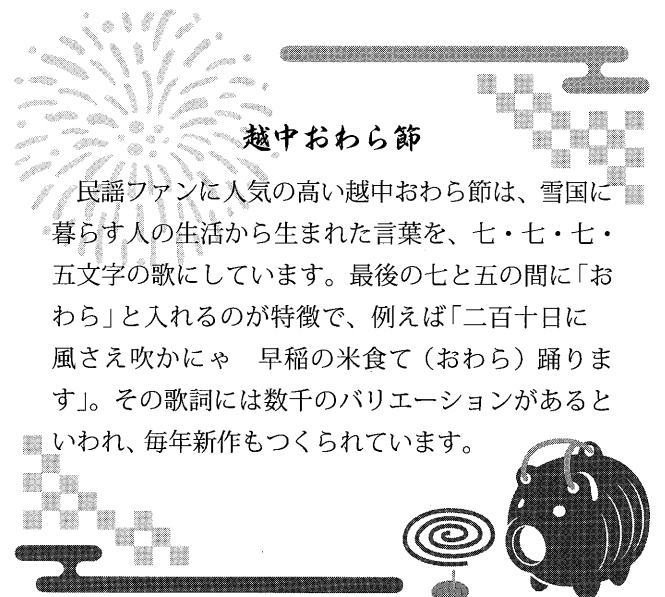 越中おわら節
　民謡ファンに人気の高い越中おわら節は、雪国に
暮らす人の生活から生まれた言葉を、七・七・七・
五文字の歌にしています。最後の七と五の間に「お
わら」と入れるのが特徴で、例えば「二百十日に
風さえ吹かにゃ　早稲の米食て（おわら）踊りま
す」。その歌詞には数千のバリエーションがあると
いわれ、毎年新作もつくられています。